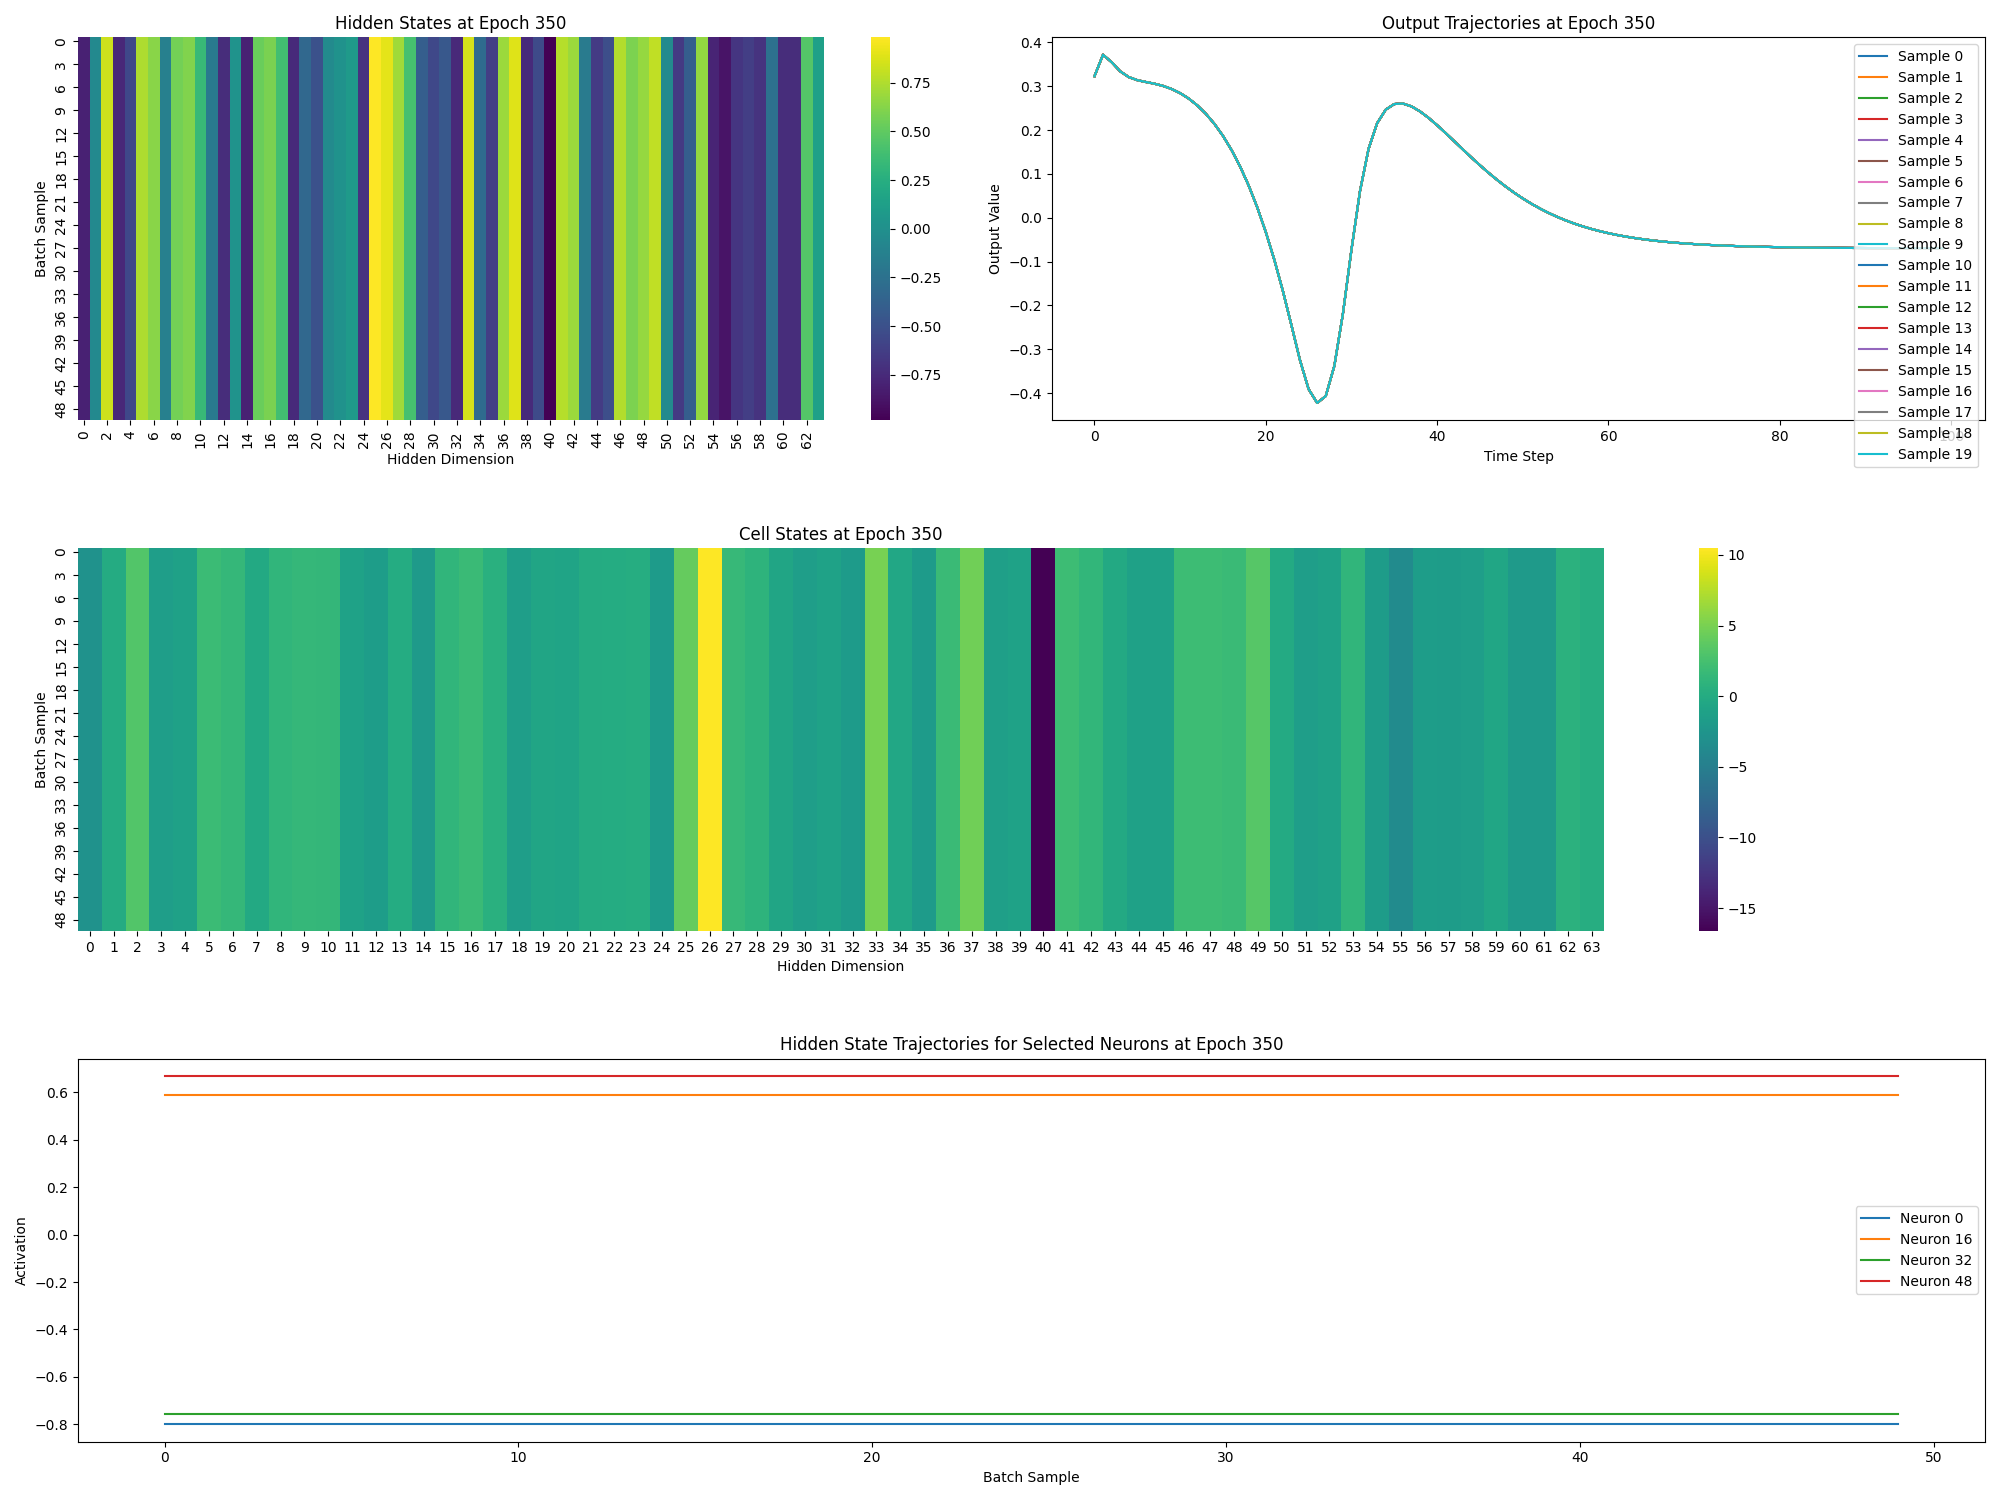 Hidden States at Epoch 350
0
3
6
9
12
15
18
21
24
27
30
33
36
39
42
45
48
Batch Sample
0 2 4 6 8 10 12 14 16 18 20 22 24 26 28 30 32 34 36 38 40 42 44 46 48 50 52 54 56 58 60 62
Hidden Dimension
0.75
0.50
0.25
0.00
−0.25
−0.50
−0.75
Output Trajectories at Epoch 350
0.4
0.3
0.2
0.1
0.0
−0.1
−0.2
−0.3
−0.4
Output Value
0 20 40 60 80 100
Time Step
Sample 0
Sample 1
Sample 2
Sample 3
Sample 4
Sample 5
Sample 6
Sample 7
Sample 8
Sample 9
Sample 10
Sample 11
Sample 12
Sample 13
Sample 14
Sample 15
Sample 16
Sample 17
Sample 18
Sample 19
Cell States at Epoch 350
0
3
6
9
12
15
18
21
24
27
30
33
36
39
42
45
48
Batch Sample
0 1 2 3 4 5 6 7 8 9 10 11 12 13 14 15 16 17 18 19 20 21 22 23 24 25 26 27 28 29 30 31 32 33 34 35 36 37 38 39 40 41 42 43 44 45 46 47 48 49 50 51 52 53 54 55 56 57 58 59 60 61 62 63
Hidden Dimension
10
5
0
−5
−10
−15
Hidden State Trajectories for Selected Neurons at Epoch 350
0.6
0.4
0.2
0.0
−0.2
−0.4
−0.6
−0.8
Activation
0 10 20 30 40 50
Batch Sample
Neuron 0
Neuron 16
Neuron 32
Neuron 48